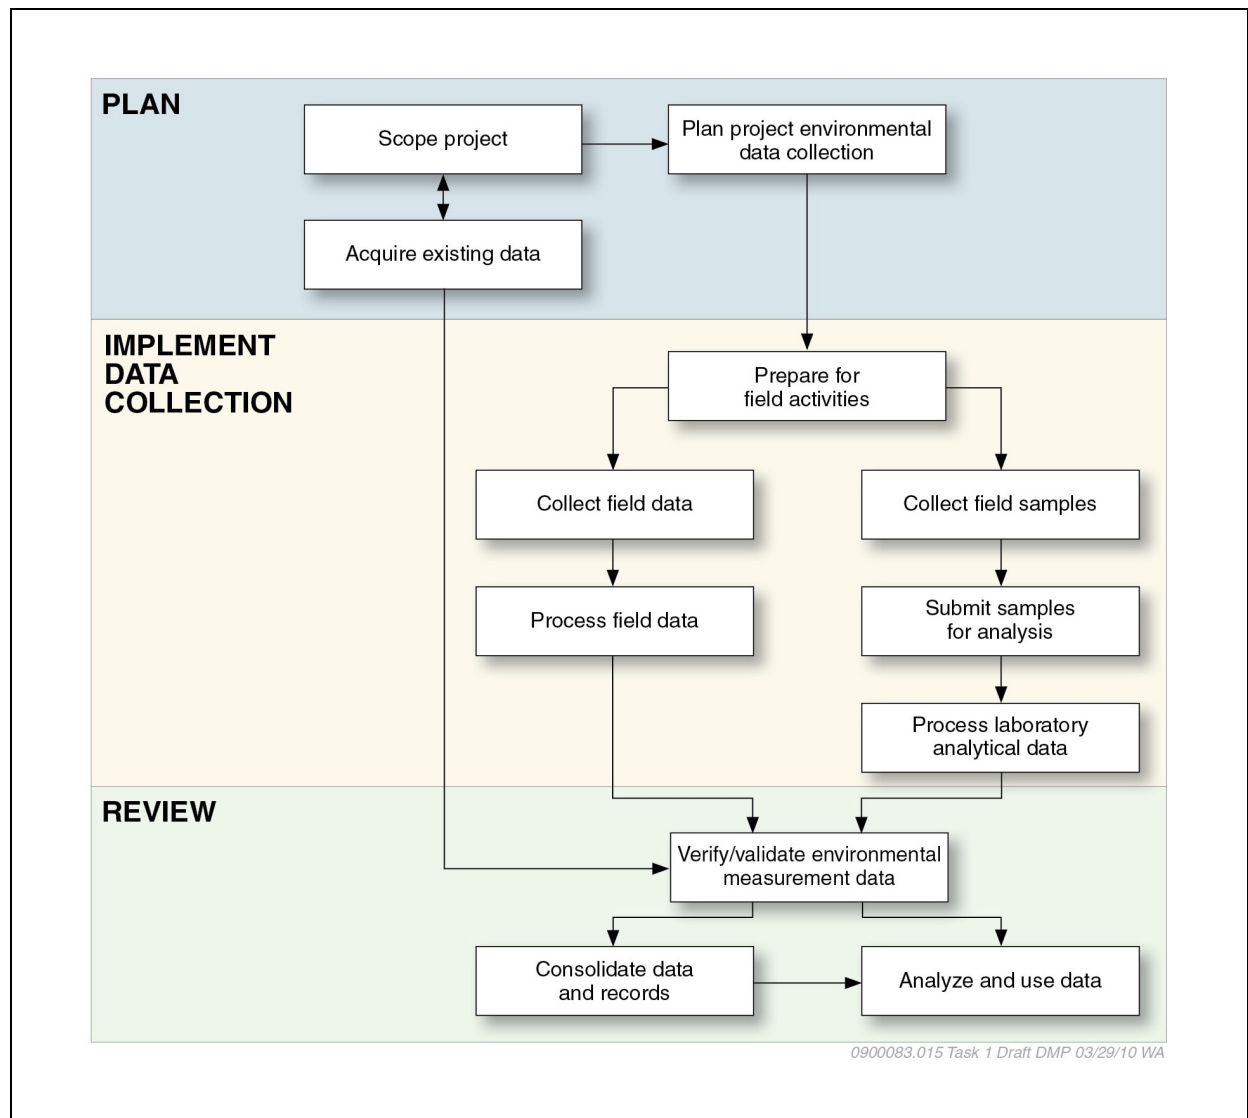 PLAN
Scope project
Plan project environmental
data collection
Acquire existing data
IMPLEMENT
DATA
COLLECTION
Prepare for
field activities
Collect field data
Collect field samples
Process field data
Submit samples
for analysis
Process laboratory
analytical data
REVIEW
Verify/validate environmental
measurement data
Consolidate data
and records
Analyze and use data
0900083.015 Task 1 Draft DMP 03/29/10 WA